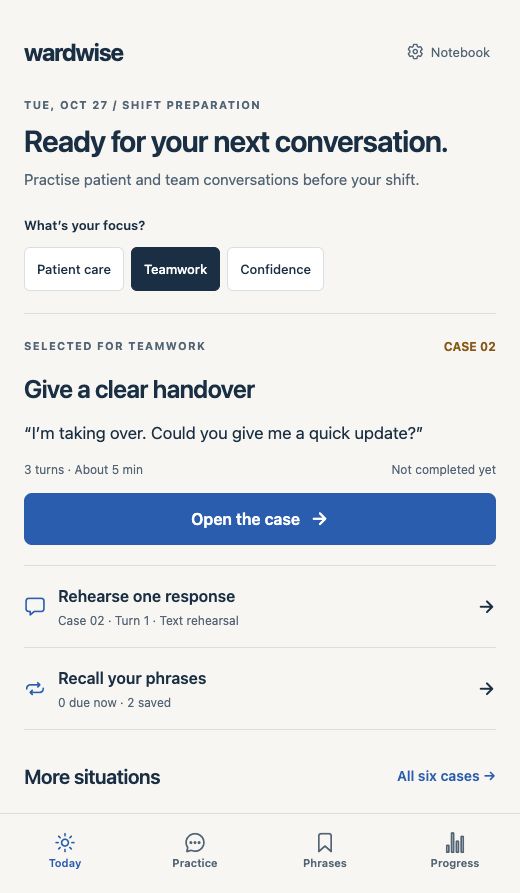 wardwise
Notebook
TUE, OCT 27 / SHIFT PREPARATION
Ready for your next conversation.
Practise patient and team conversations before your shift.
What's your focus?
Patient care
Teamwork
Confidence
SELECTED FOR TEAMWORK
CASE 02
Give a clear handover
“I’m taking over. Could you give me a quick update?”
3 turns · About 5 min
Not completed yet
Open the case →
Rehearse one response
Case 02 · Turn 1 · Text rehearsal
Recall your phrases
0 due now · 2 saved
More situations
All six cases →
Today
Practice
Phrases
Progress